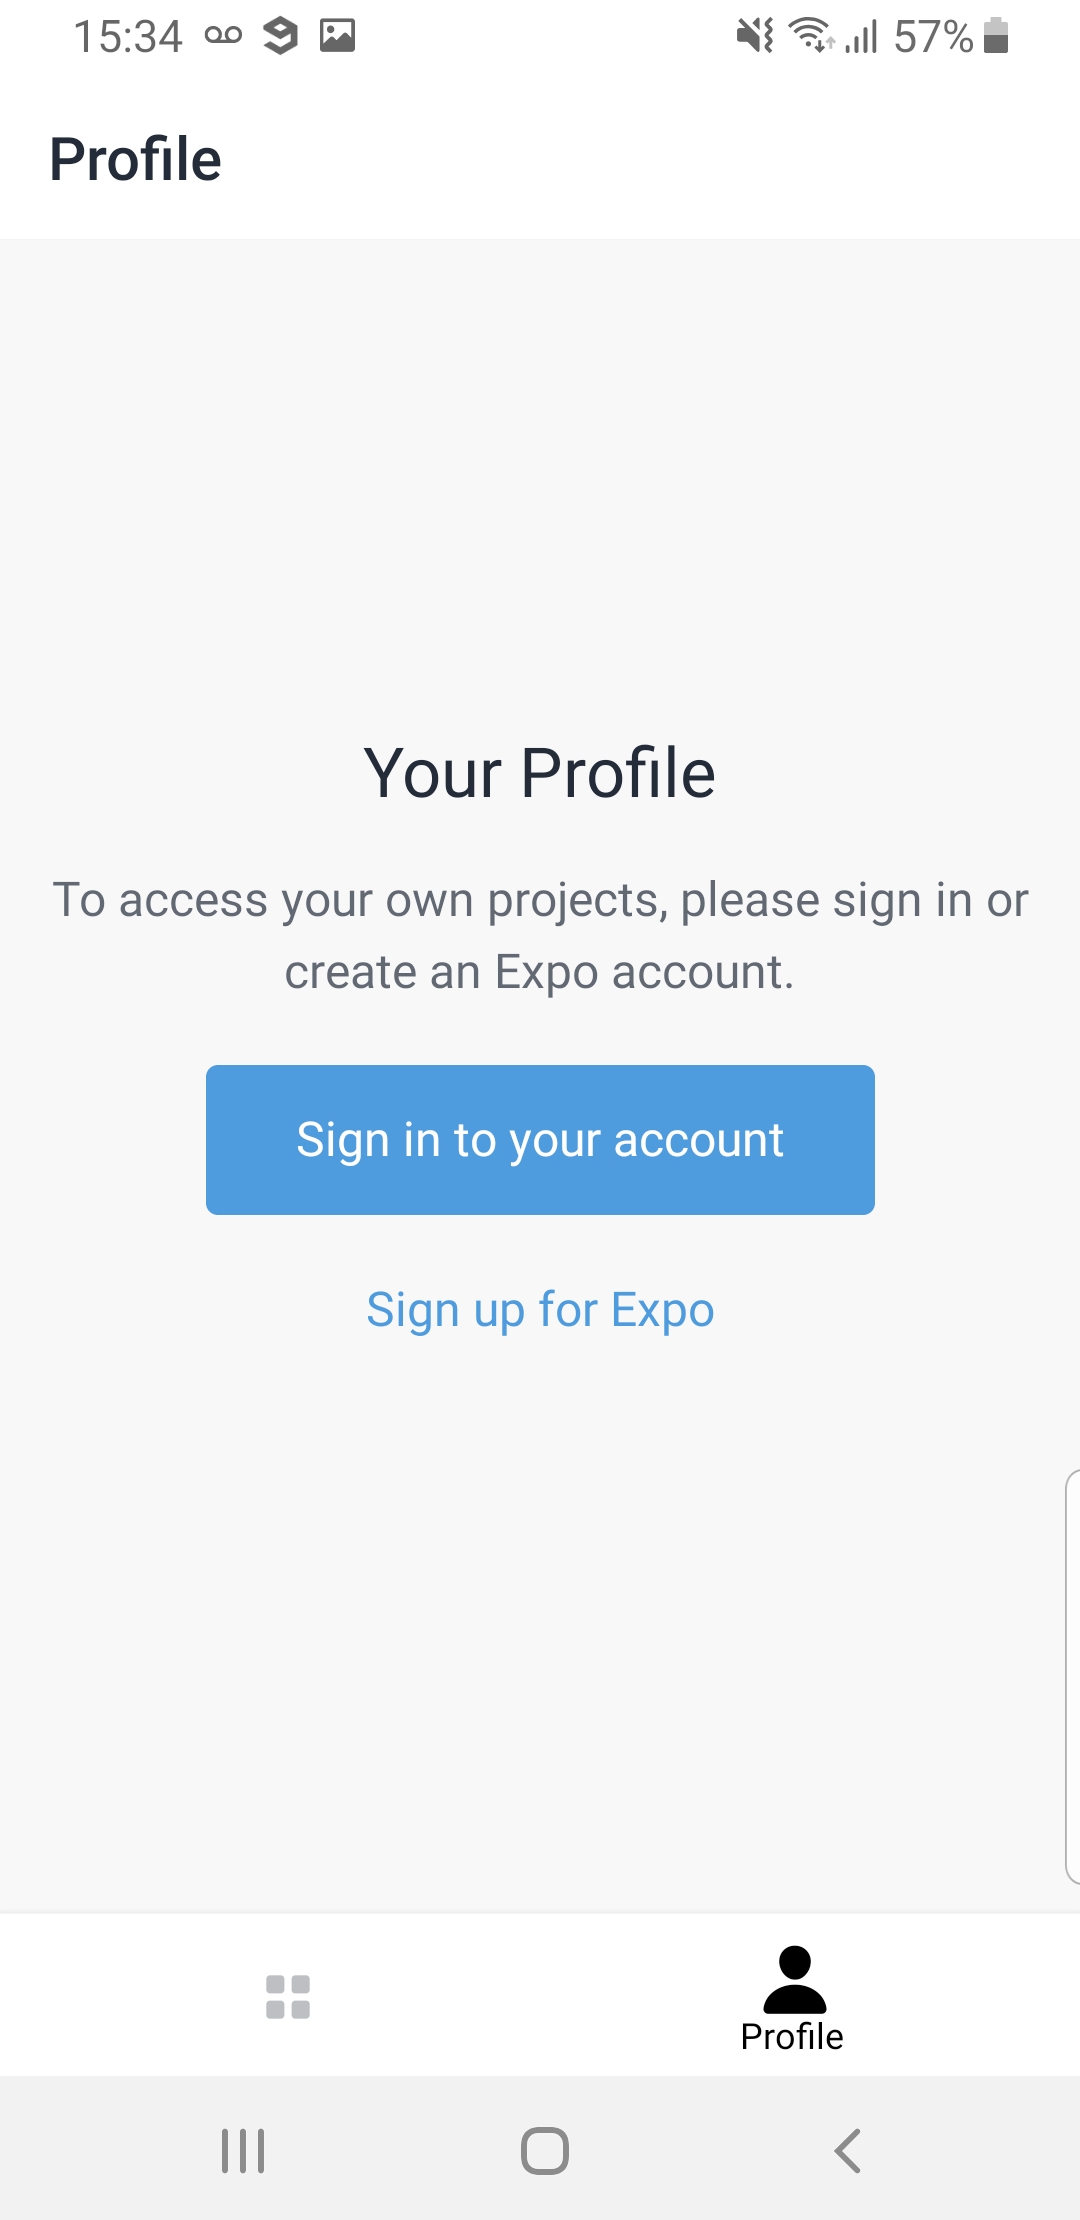 15:34 57%
Profile
Your Profile
To access your own projects, please sign in or
create an Expo account.
Sign in to your account
Sign up for Expo
Profile